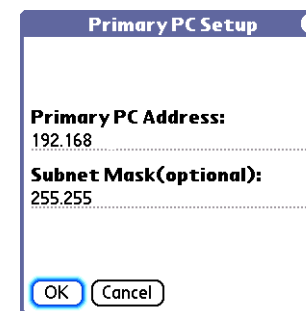 Primary PC Setup
Primary PC Address:
192.168
Subnet Mask(optional):
255.255
OK Cancel